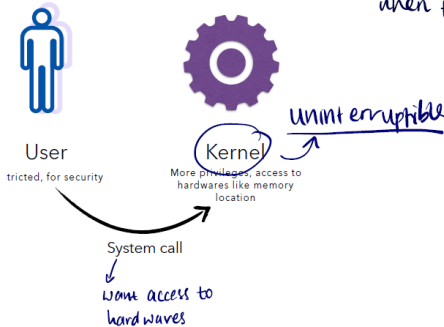 when
uninterruptible
User
Kernel
tricted, for security
More privileges, access to
hardwares like memory
location
System call
want access to
hardwares